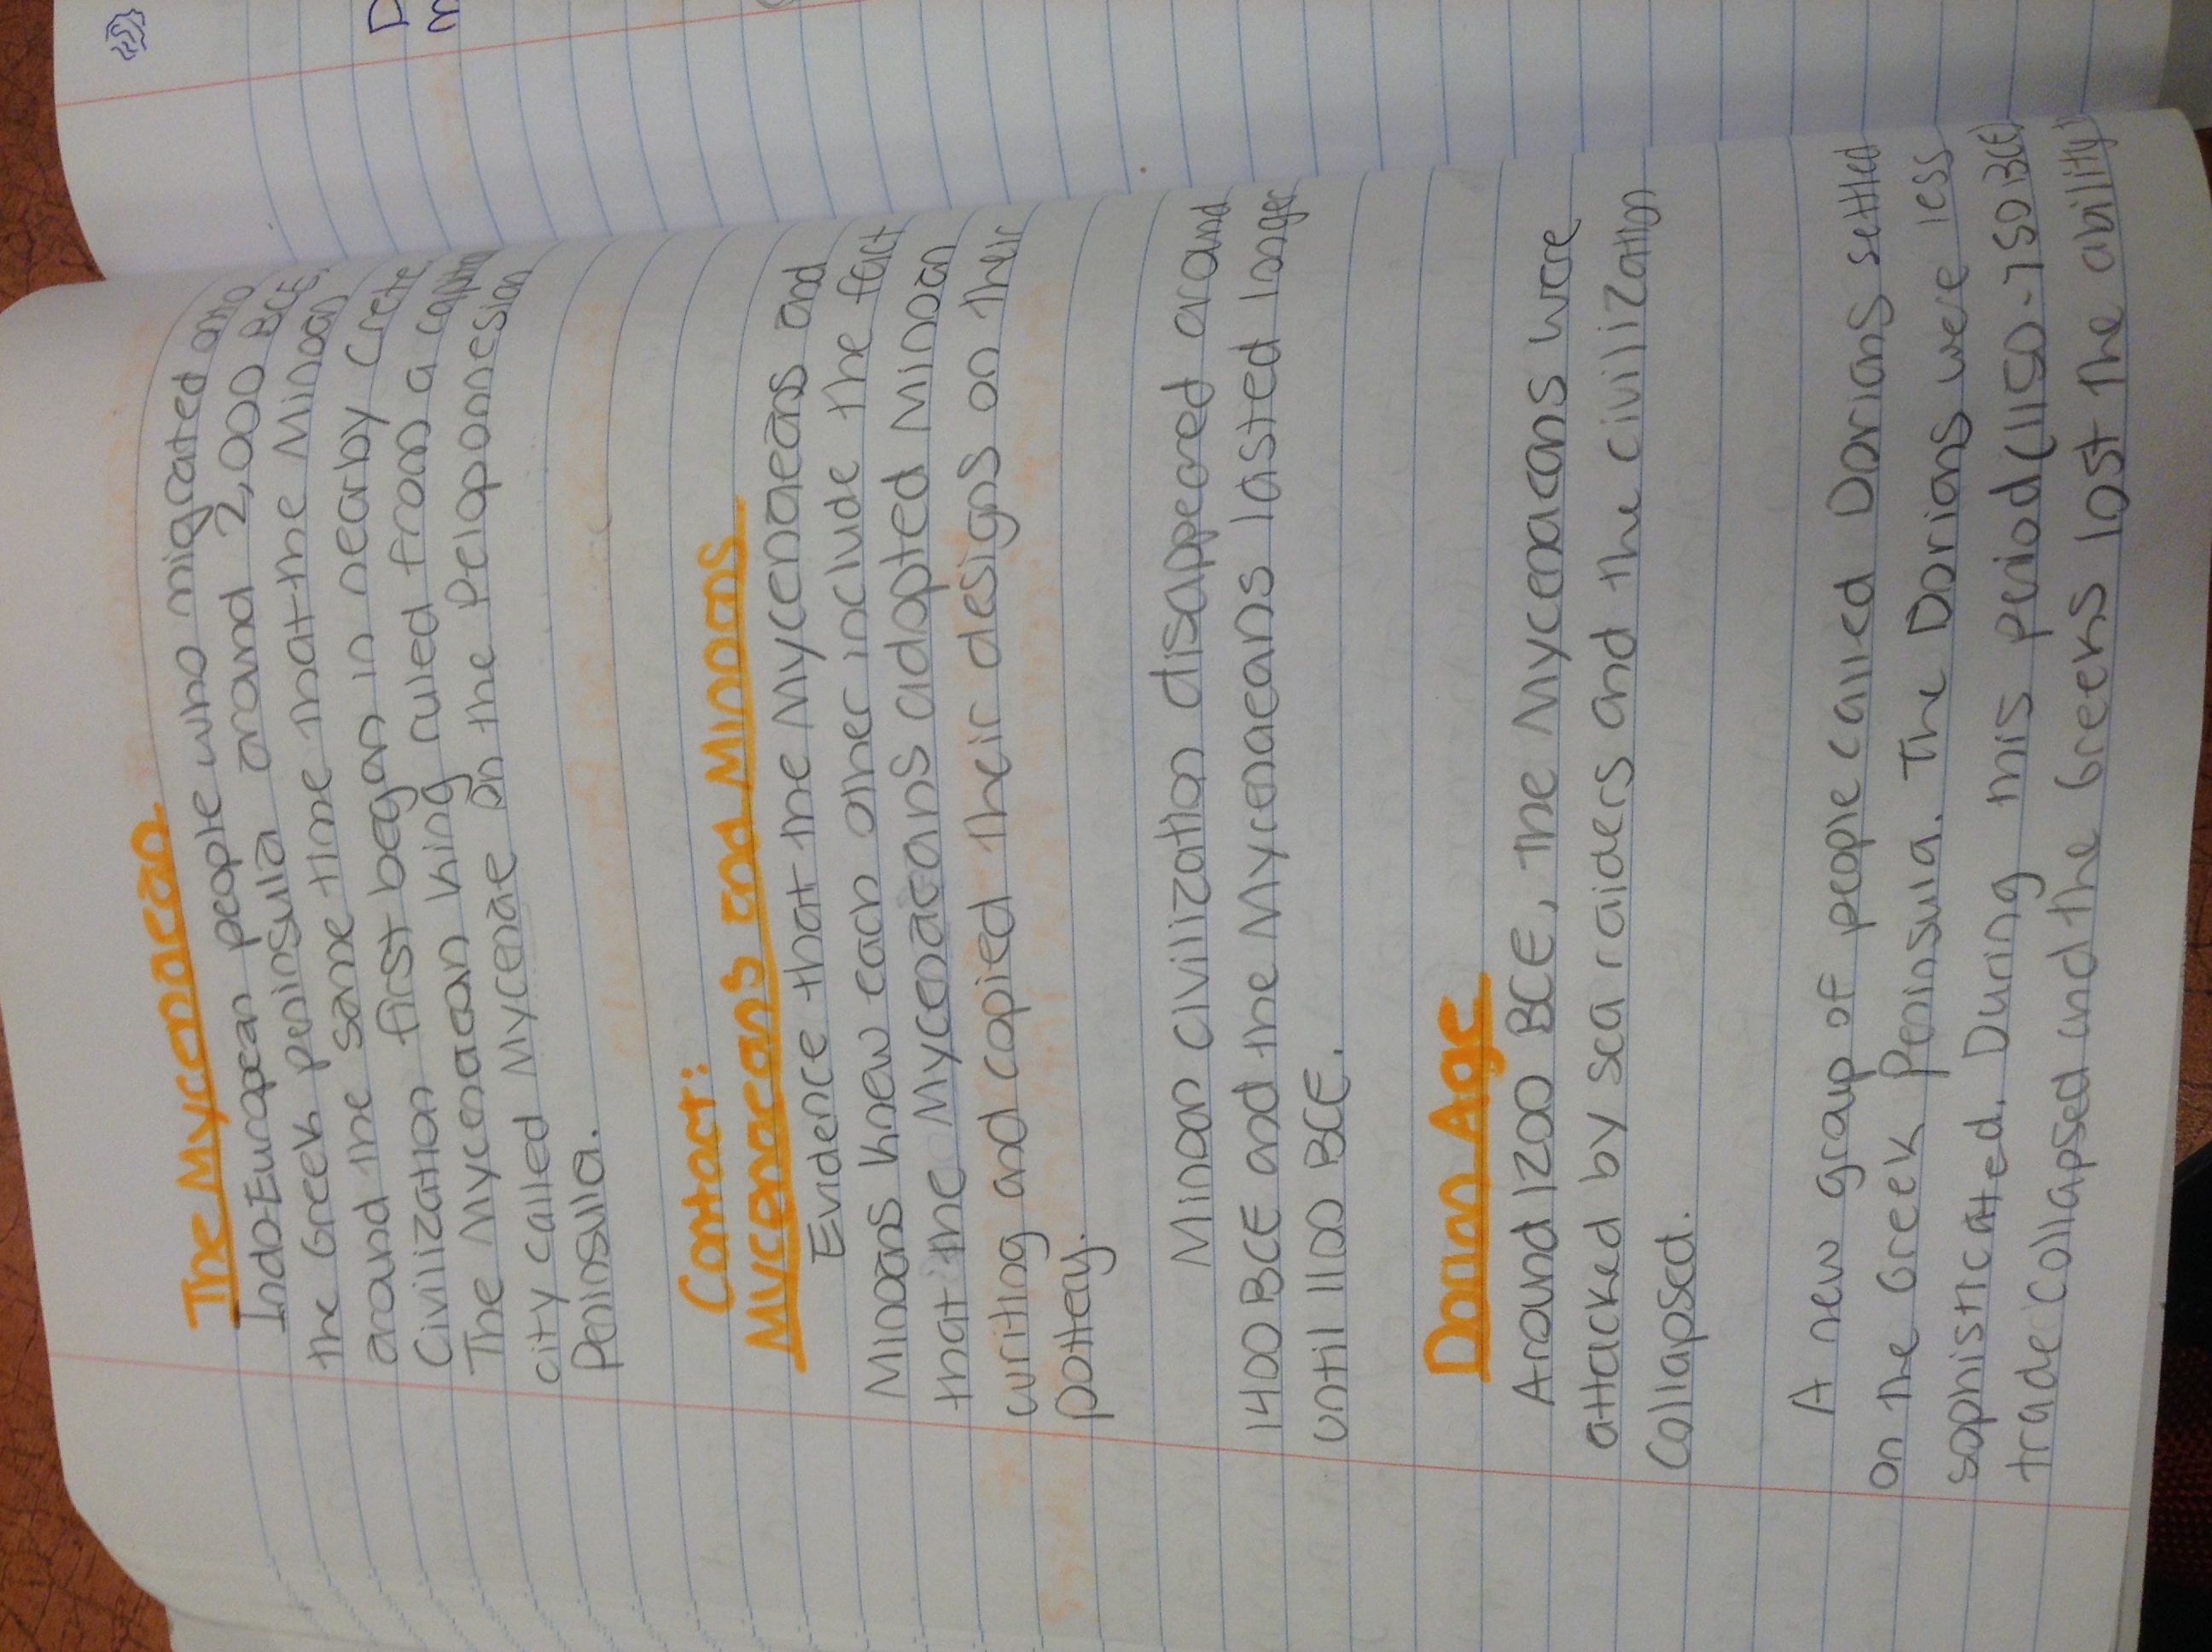 The Mycenaean
Indo-European people who migrated onto
the Greek peninsula around 2,000 BCE,
around the same time that the Minoan
Civilization first began in nearby Crete.
The Mycenaean King ruled from a capital
city called Mycenae on the Peloponnesian
Peninsula.
Contact:
Mycenaeans and Minoans
Evidence that the Mycenaeans and
Minoans knew each other include the fact
that the Mycenaeans adopted Minoan
writing and copied their designs on their
pottery.
Minoan civilization disappeared around
1400 BCE and the Mycenaeans lasted longer
until 1100 BCE.
Dorian Age
Around 1200 BCE, the Mycenaeans were
attacked by sea raiders and the civilization
collapsed.
A new group of people called Dorians settled
on the Greek Peninsula. The Dorians were less
sophisticated. During this period (1150-750 BCE)
trade collapsed and the Greeks lost the ability